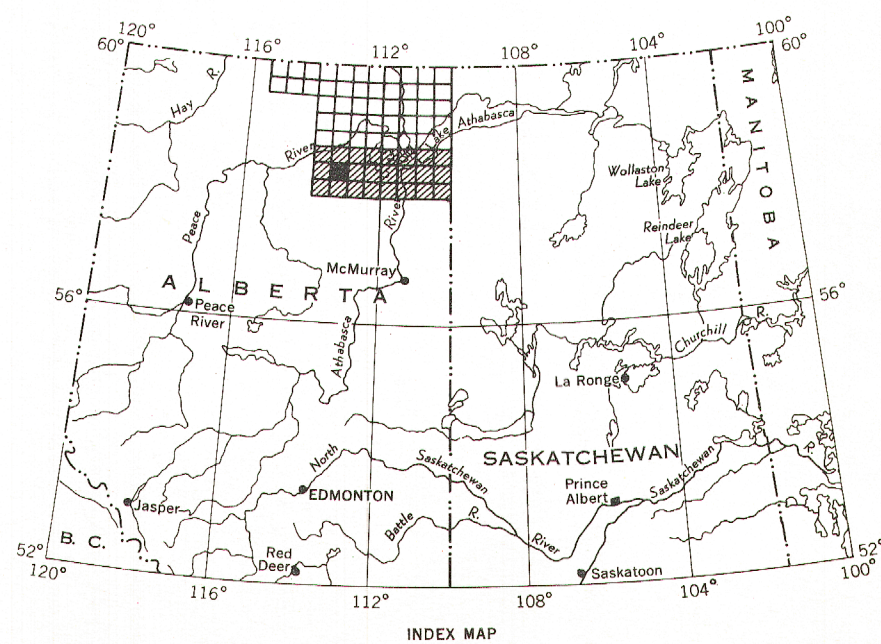 120°
116°
112°
108°
104°
100°
60°
60°
Hay R.
River
Lake Athabasca
MANITOBA
Wollaston
Lake
Reindeer
Lake
Peace
River
McMurray
ALBERTA
56°
56°
Peace
River
Athabasca
Churchill R.
La Ronge
North Saskatchewan River
SASKATCHEWAN
Saskatchewan R.
Prince
Albert
EDMONTON
Jasper
Battle R.
B. C.
Red
Deer
Saskatoon
52°
52°
120°
116°
112°
108°
104°
100°
INDEX MAP